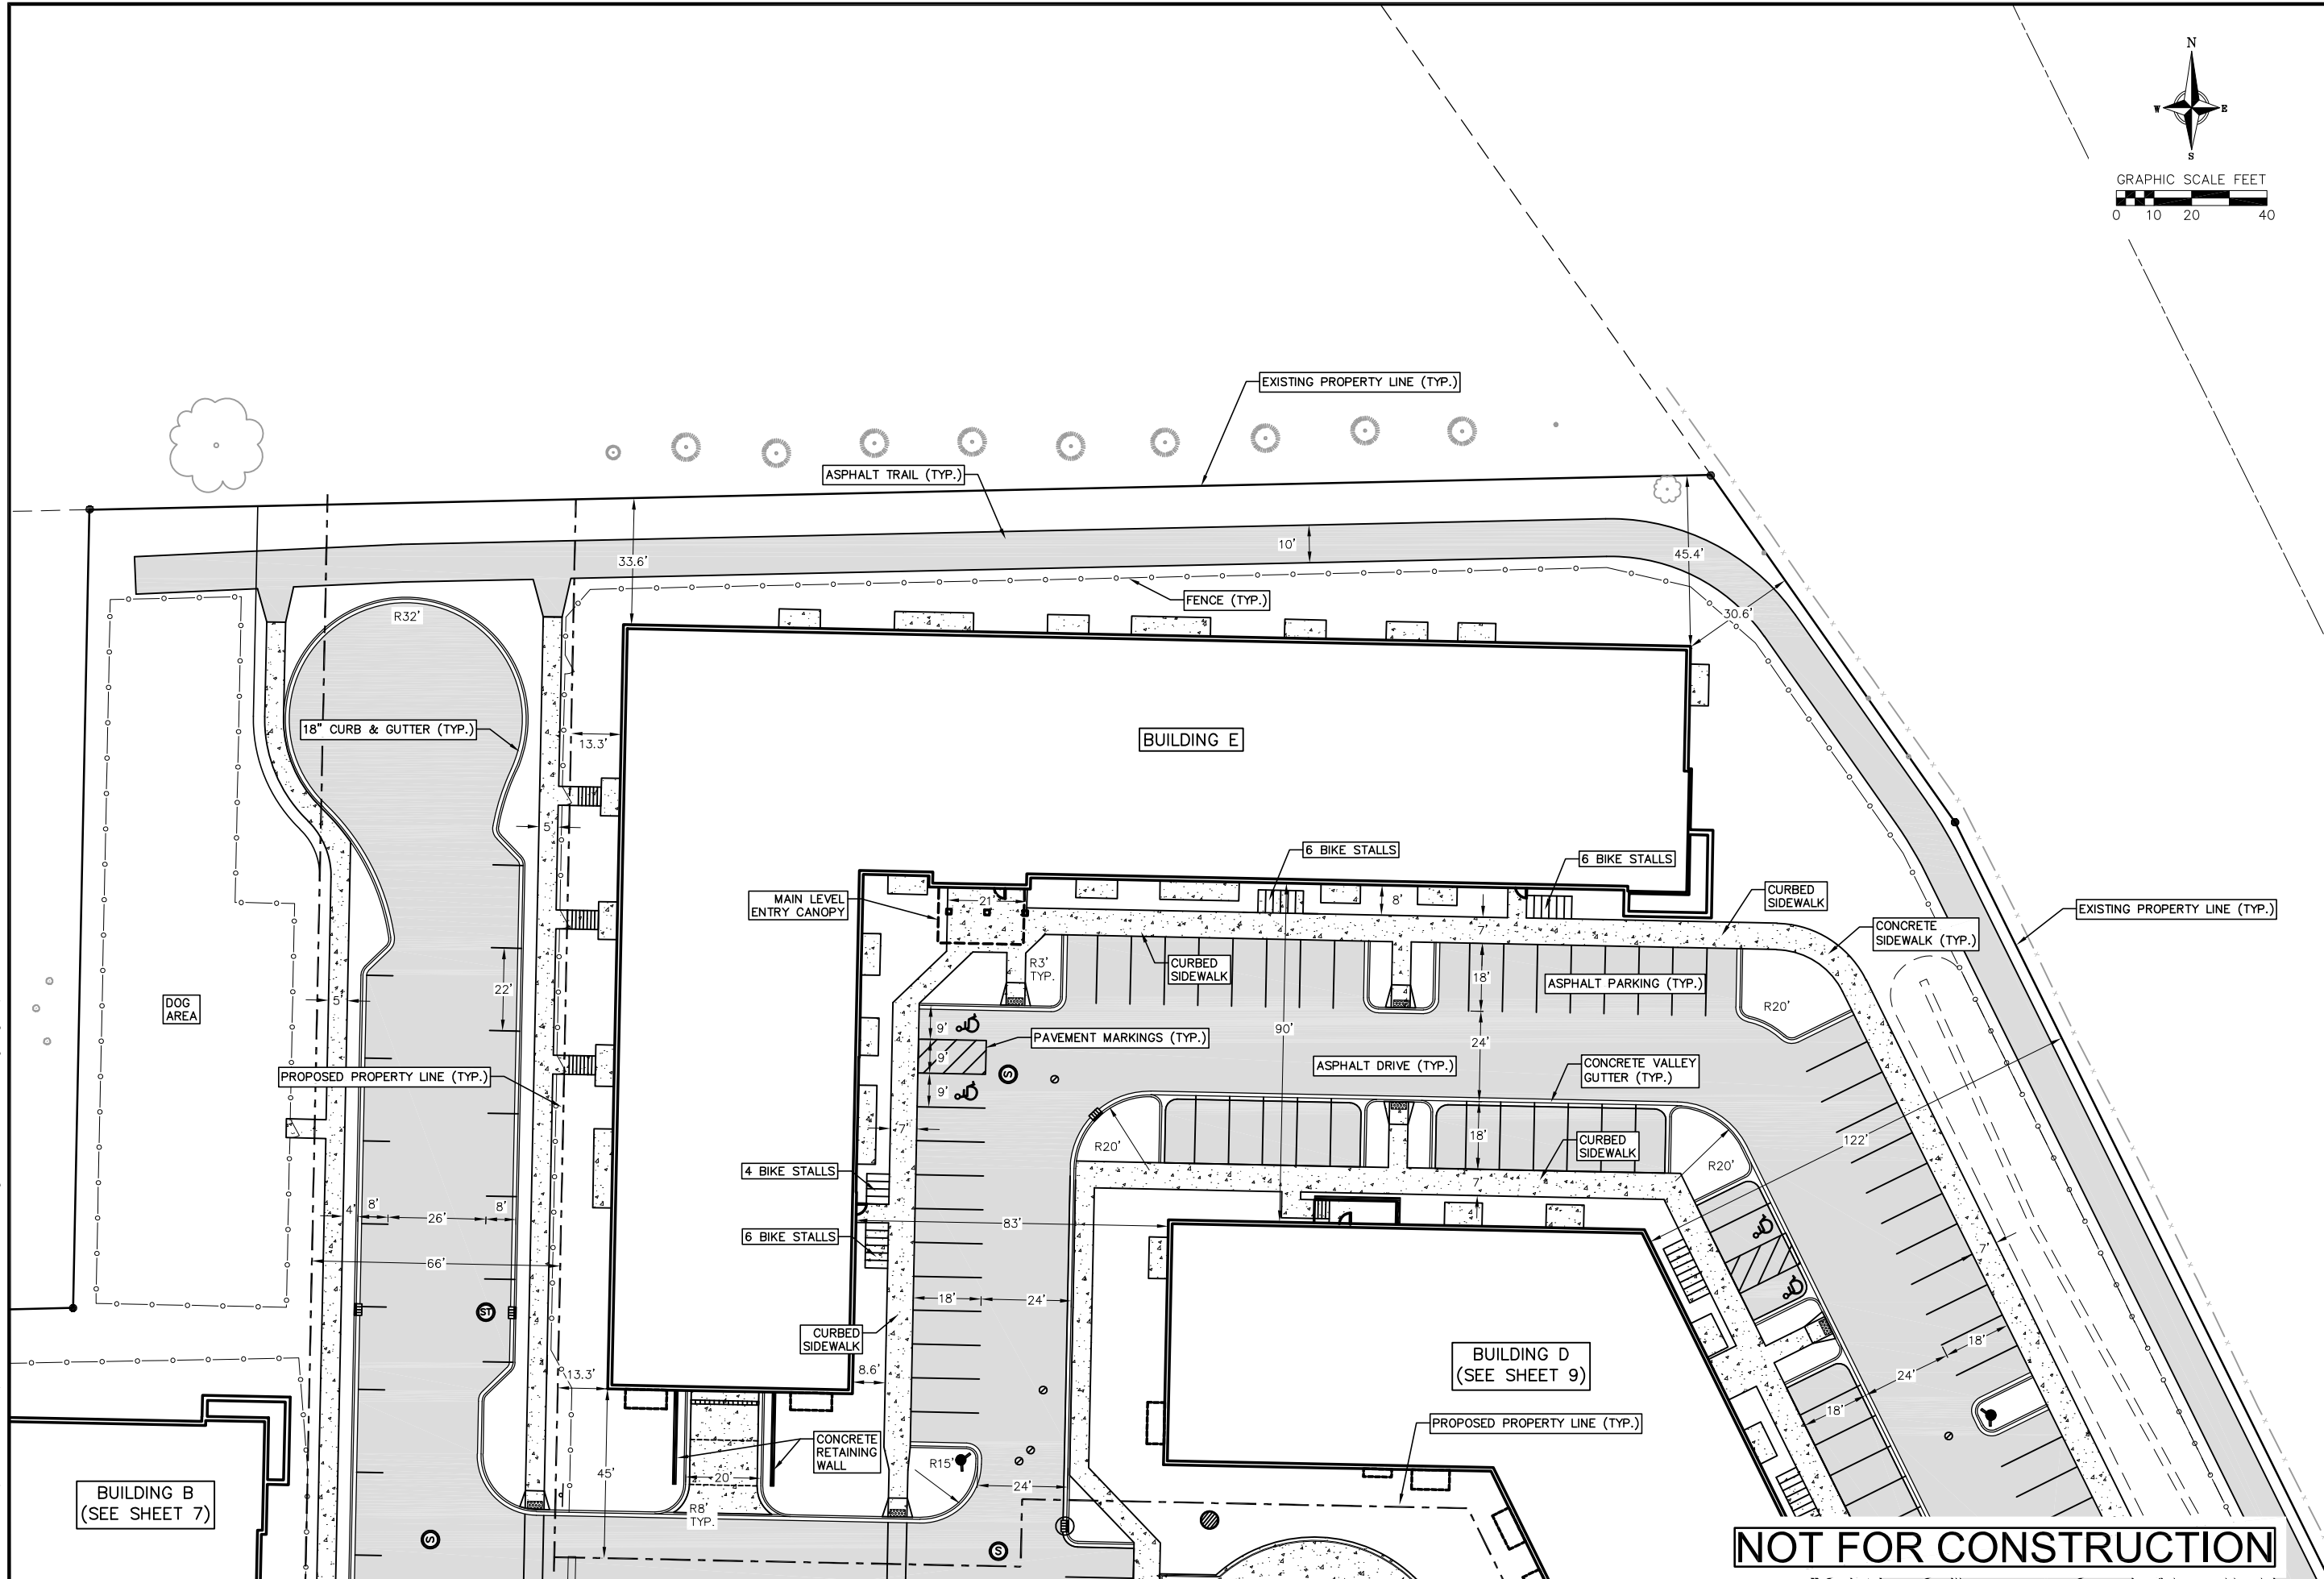 N
W
E
S
GRAPHIC SCALE FEET
0 10 20 40
EXISTING PROPERTY LINE (TYP.)
ASPHALT TRAIL (TYP.)
33.6'
10'
45.4'
FENCE (TYP.)
30.6'
R32'
18" CURB & GUTTER (TYP.)
13.3'
BUILDING E
5'
6 BIKE STALLS
6 BIKE STALLS
MAIN LEVEL
ENTRY CANOPY
21'
8'
CURBED
SIDEWALK
EXISTING PROPERTY LINE (TYP.)
7'
CONCRETE
SIDEWALK (TYP.)
R3'
TYP.
CURBED
SIDEWALK
18'
ASPHALT PARKING (TYP.)
22'
DOG
AREA
5'
R20'
9'
90'
PAVEMENT MARKINGS (TYP.)
24'
9'
S
ASPHALT DRIVE (TYP.)
CONCRETE VALLEY
GUTTER (TYP.)
PROPOSED PROPERTY LINE (TYP.)
9'
7'
R20'
18'
CURBED
SIDEWALK
122'
4 BIKE STALLS
R20'
7'
4'
8'
26'
8'
83'
6 BIKE STALLS
7'
66'
18'
24'
ST
CURBED
SIDEWALK
18'
BUILDING D
(SEE SHEET 9)
13.3'
8.6'
24'
18'
PROPOSED PROPERTY LINE (TYP.)
CONCRETE
RETAINING
WALL
45'
20'
R15'
24'
BUILDING B
(SEE SHEET 7)
R8'
TYP.
S
S
NOT FOR CONSTRUCTION